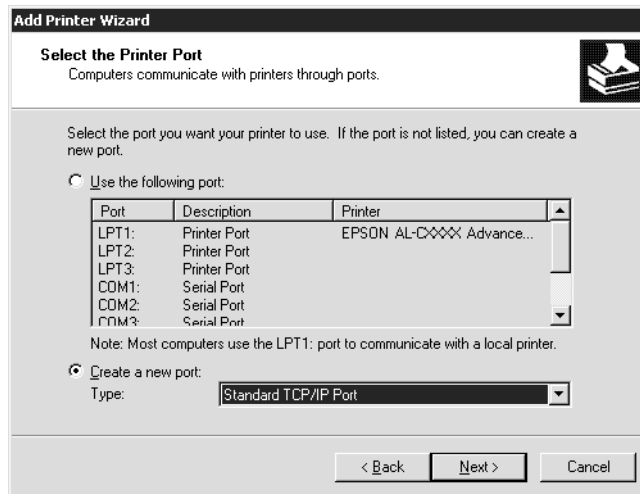 Add Printer Wizard
Select the Printer Port
Computers communicate with printers through ports.
Select the port you want your printer to use. If the port is not listed, you can create a
new port.
Use the following port:
Port Description Printer
LPT1: Printer Port EPSON AL-CXXXX Advance...
LPT2: Printer Port
LPT3: Printer Port
COM1: Serial Port
COM2: Serial Port
COM3: Serial Port
Note: Most computers use the LPT1: port to communicate with a local printer.
Create a new port:
Type: Standard TCP/IP Port
< Back Next > Cancel